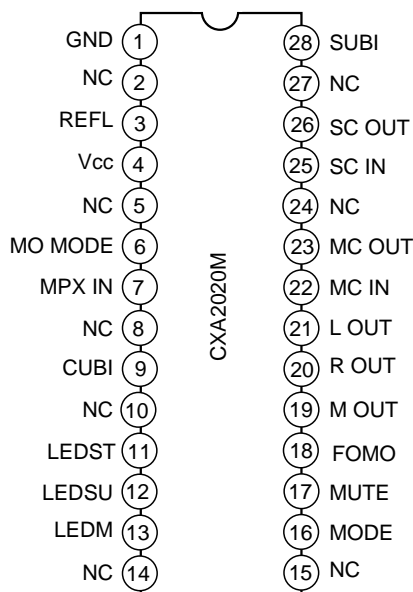 GND 1
NC 2
REFL 3
Vcc 4
NC 5
MO MODE 6
MPX IN 7
NC 8
CUBI 9
NC 10
LEDST 11
LEDSU 12
LEDM 13
NC 14
CXA2020M
28 SUBI
27 NC
26 SC OUT
25 SC IN
24 NC
23 MC OUT
22 MC IN
21 L OUT
20 R OUT
19 M OUT
18 FOMO
17 MUTE
16 MODE
15 NC